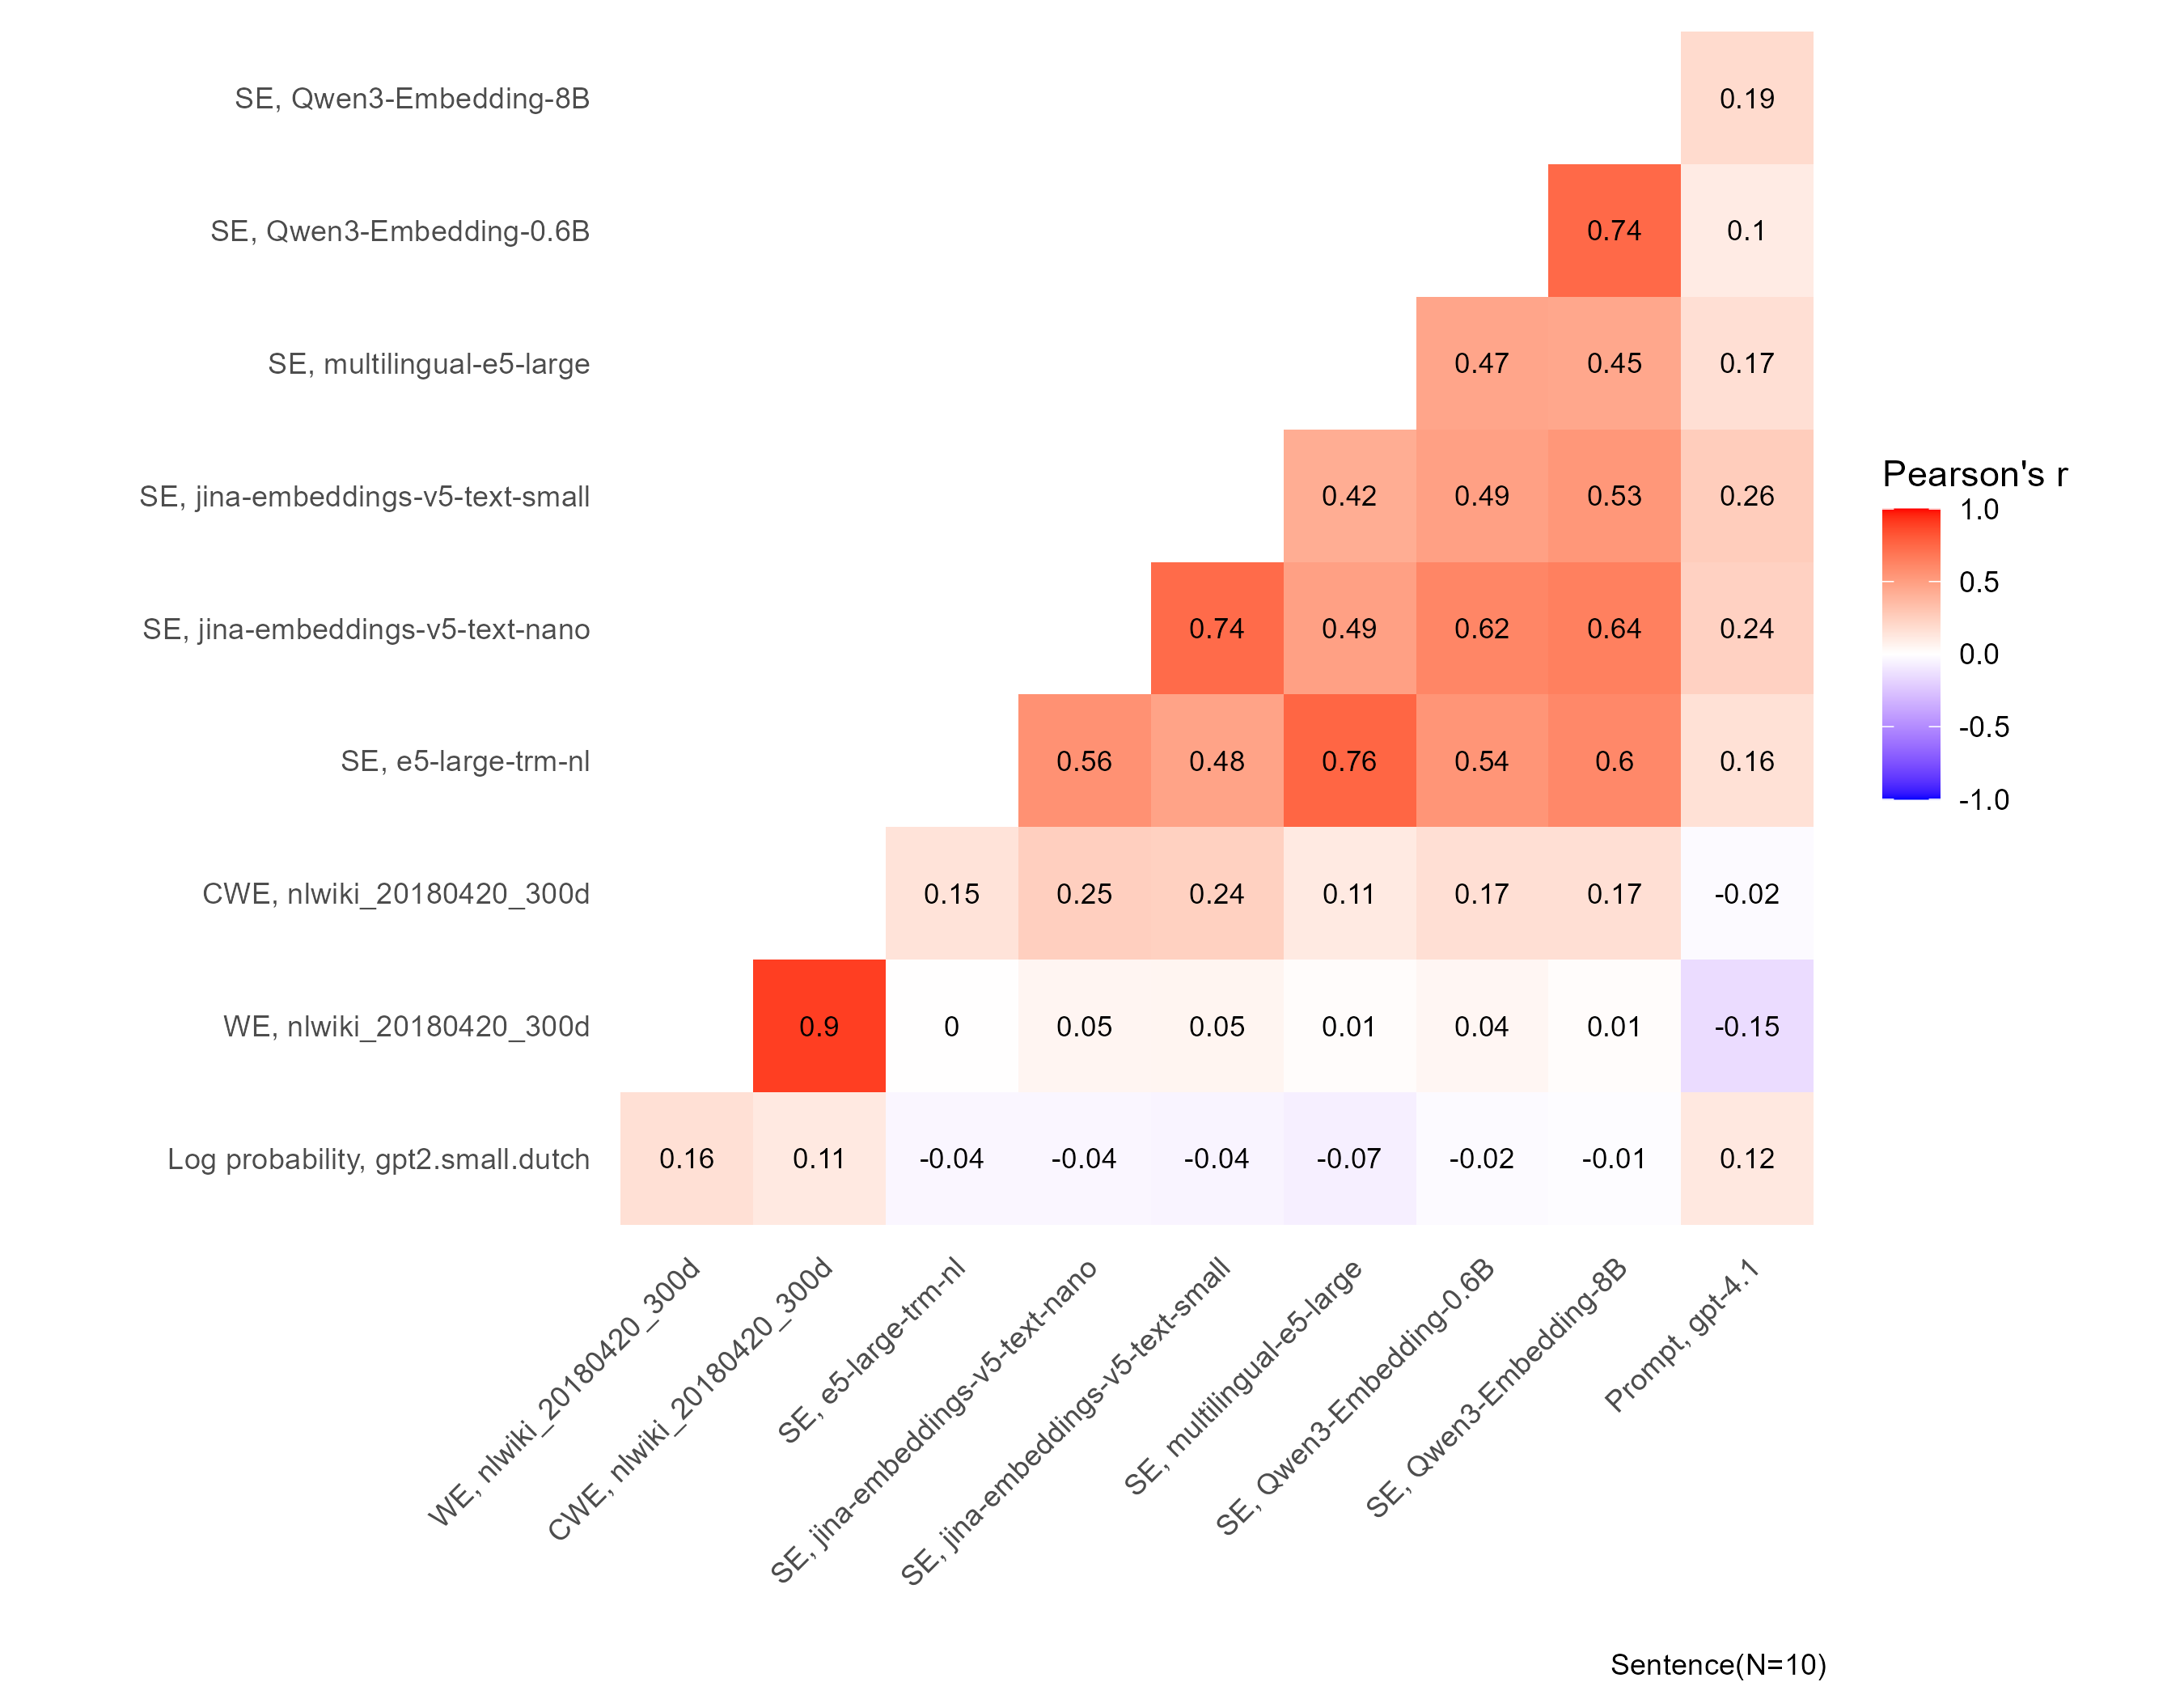 SE, Qwen3-Embedding-8B 0.19
SE, Qwen3-Embedding-0.6B 0.74 0.1
SE, multilingual-e5-large 0.47 0.45 0.17
SE, jina-embeddings-v5-text-small 0.42 0.49 0.53 0.26
SE, jina-embeddings-v5-text-nano 0.74 0.49 0.62 0.64 0.24
SE, e5-large-trm-nl 0.56 0.48 0.76 0.54 0.6 0.16
CWE, nlwiki_20180420_300d 0.15 0.25 0.24 0.11 0.17 0.17 -0.02
WE, nlwiki_20180420_300d 0.9 0 0.05 0.05 0.01 0.04 0.01 -0.15
Log probability, gpt2.small.dutch 0.16 0.11 -0.04 -0.04 -0.04 -0.07 -0.02 -0.01 0.12
WE, nlwiki_20180420_300d
CWE, nlwiki_20180420_300d
SE, e5-large-trm-nl
SE, jina-embeddings-v5-text-nano
SE, jina-embeddings-v5-text-small
SE, multilingual-e5-large
SE, Qwen3-Embedding-0.6B
SE, Qwen3-Embedding-8B
Prompt, gpt-4.1
Pearson's r
1.0
0.5
0.0
-0.5
-1.0
Sentence(N=10)